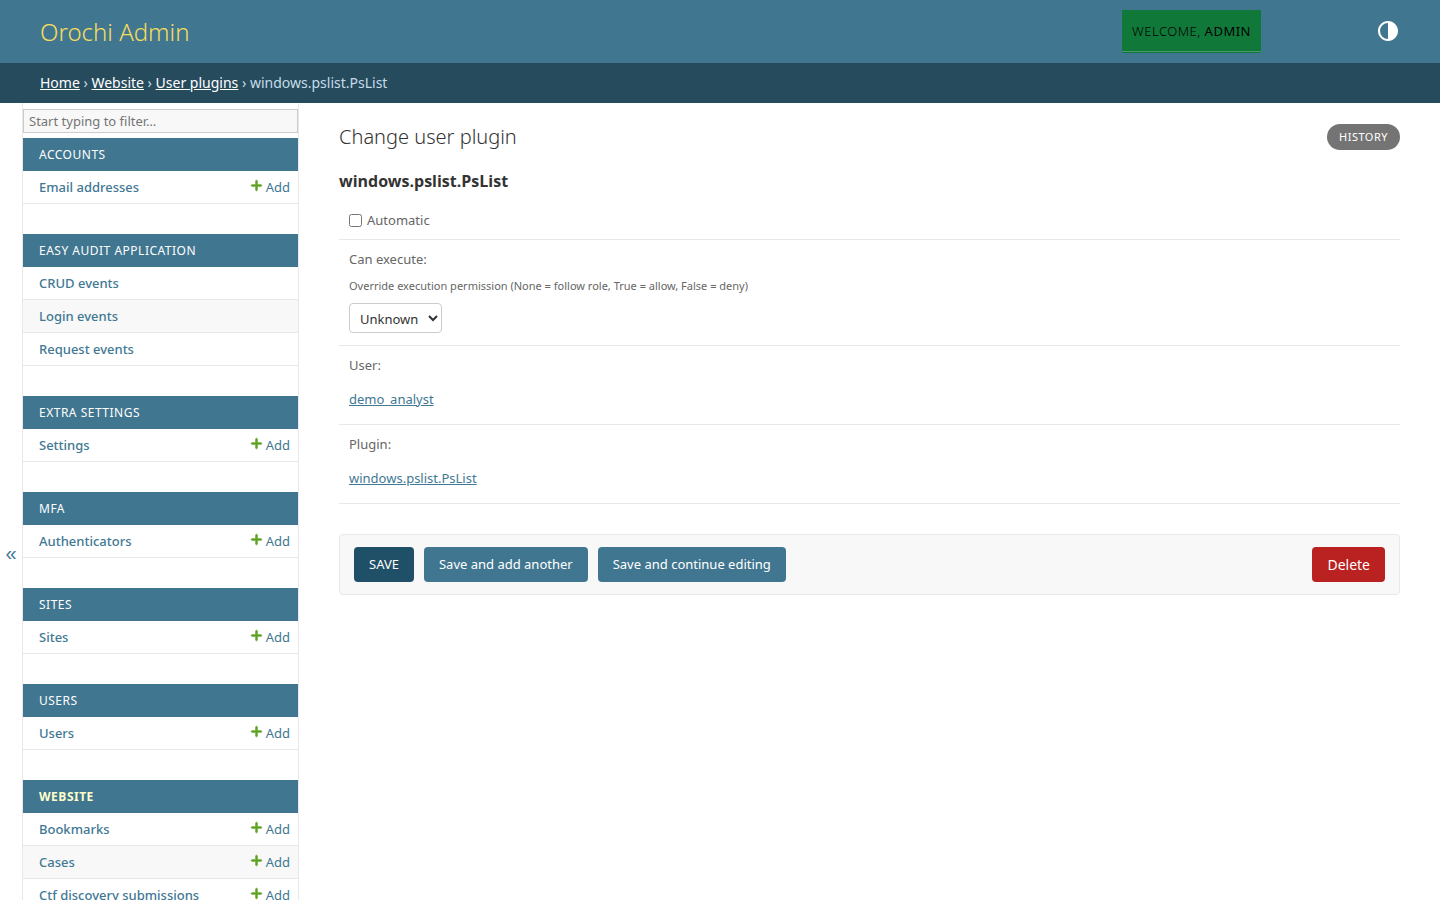 Orochi Admin
WELCOME, ADMIN
Home › Website › User plugins › windows.pslist.PsList
Start typing to filter...
ACCOUNTS
Email addresses
Add
EASY AUDIT APPLICATION
CRUD events
Login events
Request events
EXTRA SETTINGS
Settings
Add
MFA
Authenticators
Add
SITES
Sites
Add
USERS
Users
Add
WEBSITE
Bookmarks
Add
Cases
Add
Ctf discovery submissions
Add
«
Change user plugin
HISTORY
windows.pslist.PsList
Automatic
Can execute:
Override execution permission (None = follow role, True = allow, False = deny)
Unknown
User:
demo_analyst
Plugin:
windows.pslist.PsList
SAVE
Save and add another
Save and continue editing
Delete